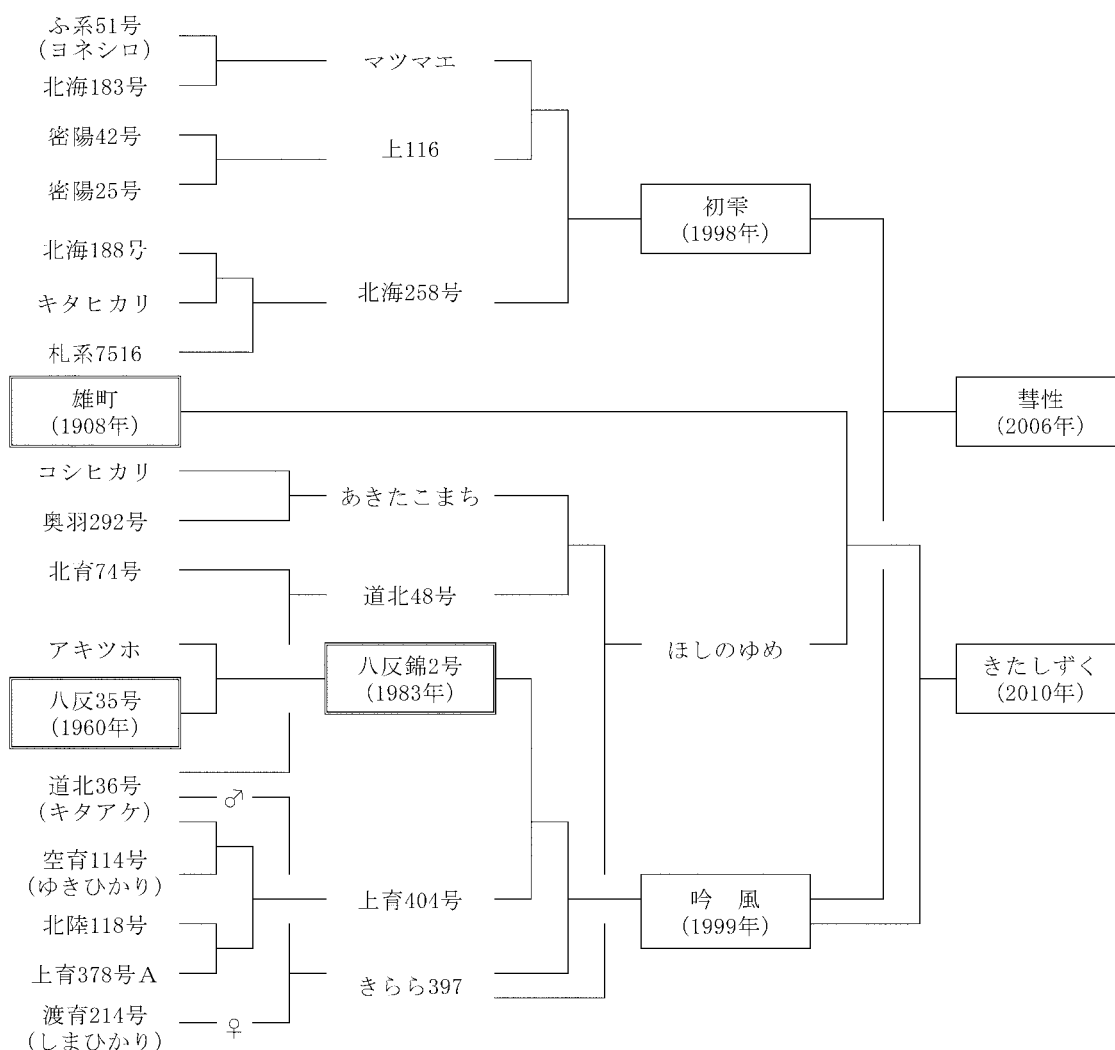 ふ系51号
(ヨネシロ)
北海183号
マツマエ
密陽42号
密陽25号
上116
初雫
(1998年)
北海188号
キタヒカリ
札系7516
北海258号
雄町
(1908年)
彗性
(2006年)
コシヒカリ
奥羽292号
あきたこまち
北育74号
道北48号
ほしのゆめ
アキツホ
八反35号
(1960年)
八反錦2号
(1983年)
きたしずく
(2010年)
道北36号
(キタアケ)
♂
空育114号
(ゆきひかり)
北陸118号
上育378号A
上育404号
吟 風
(1999年)
きらら397
渡育214号
(しまひかり)
♀